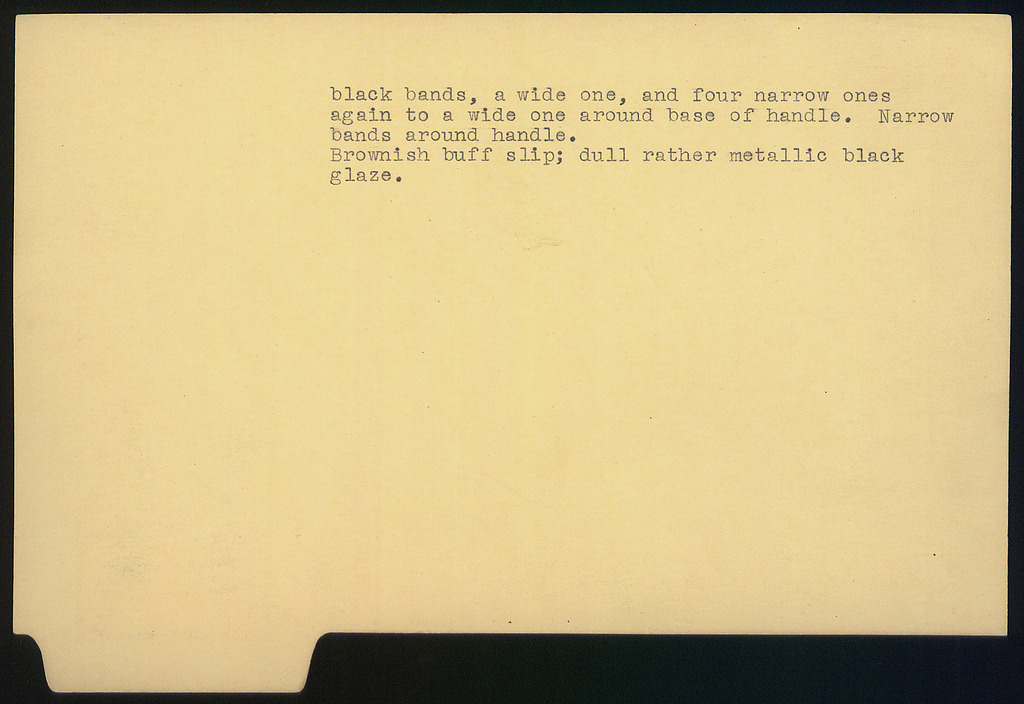 black bands, a wide one, and four narrow ones
again to a wide one around base of handle.  Narrow
bands around handle.
Brownish buff slip; dull rather metallic black
glaze.